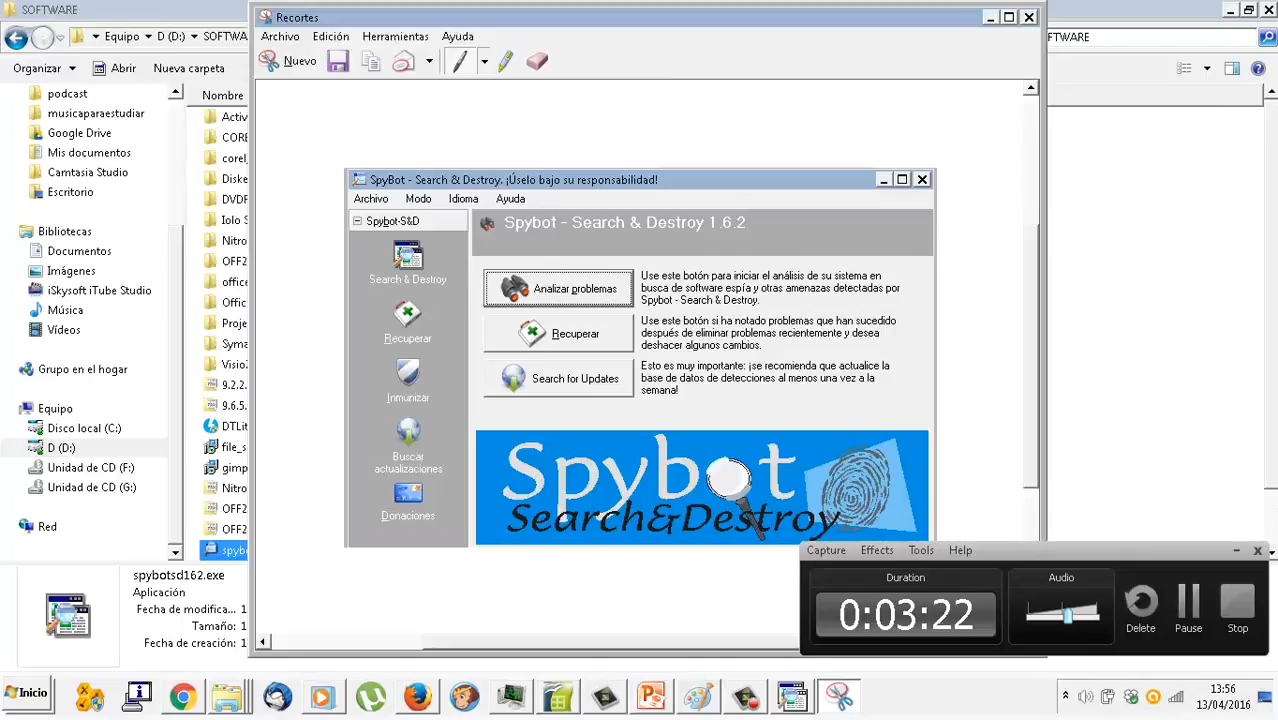 SOFTWARE
Equipo ▸ D (D:) ▸ SOFTWA
FTWARE
Organizar
Abrir
Nueva carpeta
podcast
musicaparaestudiar
Google Drive
Mis documentos
Camtasia Studio
Escritorio
Bibliotecas
Documentos
Imágenes
iSkysoft iTube Studio
Música
Vídeos
Grupo en el hogar
Equipo
Disco local (C:)
D (D:)
Unidad de CD (F:)
Unidad de CD (G:)
Red
Nombre
Activ
CORE
corel_
Diske
DVDF
Iolo S
Nitro
OFF2
office
Offic
Proje
Syma
Visio2
9.2.2.
9.6.5.
DTLit
file_s
gimp
Nitro
OFF2
OFF2
spybo
spybotsd162.exe
Aplicación
Fecha de modifica... 1
Tamaño: 1
Fecha de creación: 1
Recortes
Archivo Edición Herramientas Ayuda
Nuevo
SpyBot - Search & Destroy. ¡Úselo bajo su responsabilidad!
Archivo Modo Idioma Ayuda
Spybot-S&D
Search & Destroy
Recuperar
Inmunizar
Buscar
actualizaciones
Donaciones
Spybot - Search & Destroy 1.6.2
Analizar problemas
Use este botón para iniciar el análisis de su sistema en
busca de software espía y otras amenazas detectadas por
Spybot - Search & Destroy.
Recuperar
Use este botón si ha notado problemas que han sucedido
después de eliminar problemas recientemente y desea
deshacer algunos cambios.
Search for Updates
Esto es muy importante: ¡se recomienda que actualice la
base de datos de detecciones al menos una vez a la
semana!
Spybot
Search&Destroy
Capture Effects Tools Help
Duration
0:03:22
Audio
Delete
Pause
Stop
Inicio
13:56
13/04/2016